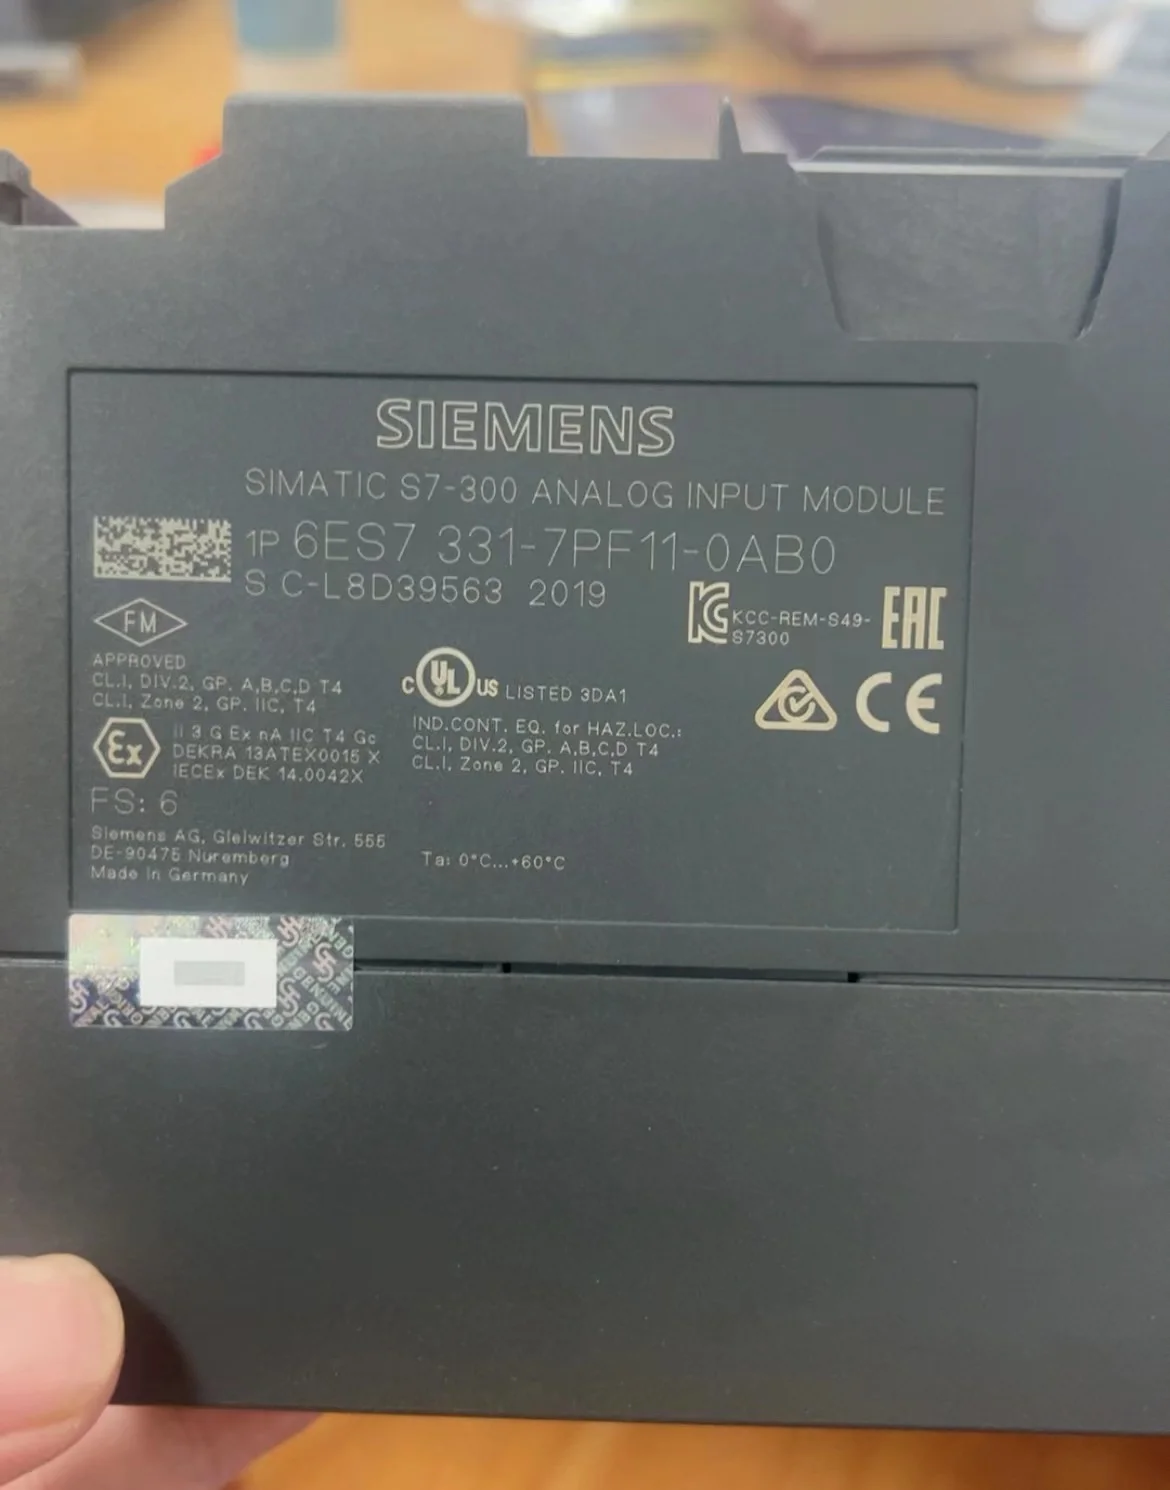 SIEMENS
SIMATIC S7-300 ANALOG INPUT MODULE
1P 6ES7 331-7PF11-0AB0
S C-L8D39563 2019
KCC-REM-S49-
S7300
EAC
FM
APPROVED
CL.I, DIV.2, GP. A,B,C,D T4
CL.I, Zone 2, GP. IIC, T4
C UL US LISTED 3DA1
CE
IND.CONT. EQ. for HAZ.LOC.:
CL.I, DIV.2, GP. A,B,C,D T4
CL.I, Zone 2, GP. IIC, T4
Ex
II 3 G Ex nA IIC T4 Gc
DEKRA 13ATEX0015 X
IECEx DEK 14.0042X
FS: 6
Siemens AG, Gleiwitzer Str. 555
DE-90475 Nuremberg
Made in Germany
Ta: 0°C...+60°C